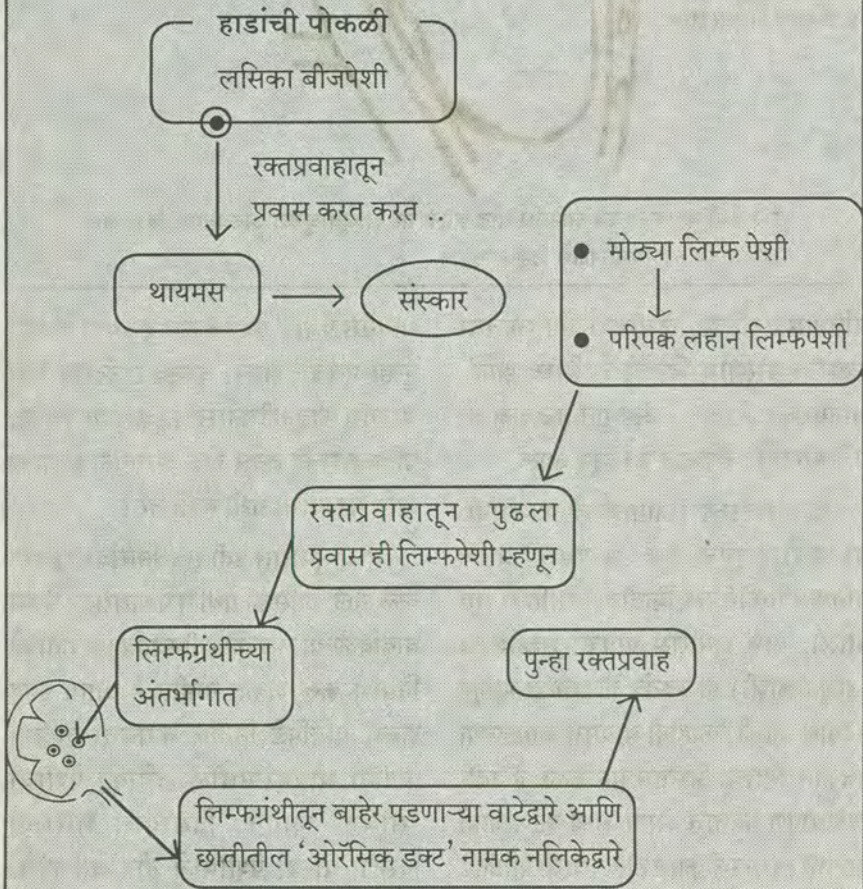 हाडांची पोकळी
लसिका बीजपेशी
रक्तप्रवाहातून
प्रवास करत करत ..
थायमस
संस्कार
मोठ्या लिम्फ पेशी
परिपक्व लहान लिम्फपेशी
रक्तप्रवाहातून पुढला
प्रवास ही लिम्फपेशी म्हणून
लिम्फग्रंथीच्या
अंतर्भागात
पुन्हा रक्तप्रवाह
लिम्फग्रंथीतून बाहेर पडणाऱ्या वाटेद्वारे आणि
छातीतील ‘ओरॅसिक डक्ट’ नामक नलिकेद्वारे